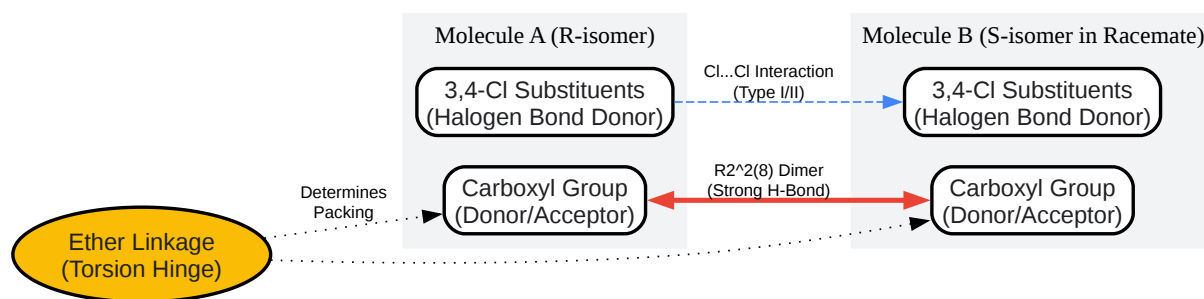 Molecule A (R-isomer)
Molecule B (S-isomer in Racemate)
3,4-Cl Substituents
(Halogen Bond Donor)
Cl...Cl Interaction
(Type I/II)
3,4-Cl Substituents
(Halogen Bond Donor)
Carboxyl Group
(Donor/Acceptor)
R2^2(8) Dimer
(Strong H-Bond)
Carboxyl Group
(Donor/Acceptor)
Determines
Packing
Ether Linkage
(Torsion Hinge)